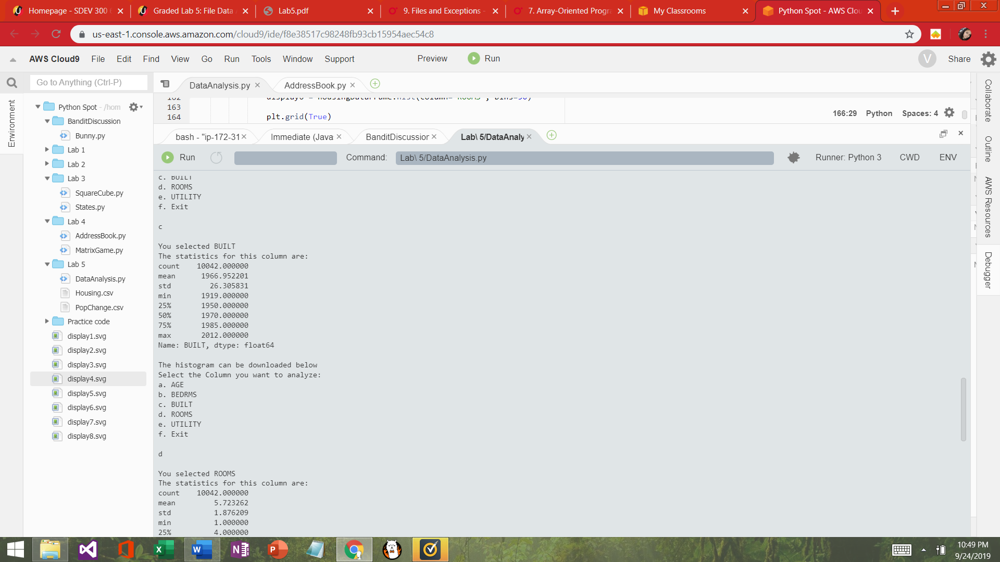 Homepage - SDEV 300 6
Graded Lab 5: File Data
Lab5.pdf
9. Files and Exceptions -
7. Array-Oriented Progra
My Classrooms
Python Spot - AWS Clou
us-east-1.console.aws.amazon.com/cloud9/ide/f8e38517c98248fb93cb15954aec54c8
AWS Cloud9 File Edit Find View Go Run Tools Window Support Preview Run V Share
Go to Anything (Ctrl-P)
DataAnalysis.py
AddressBook.py
162 display6 = housingDataFrame.hist(column='ROOMS', bins=50)
163
164 plt.grid(True)
166:29 Python Spaces: 4
bash - "ip-172-31
Immediate (Java
BanditDiscussion
Lab\ 5/DataAnaly
Run
Command: Lab\ 5/DataAnalysis.py
Runner: Python 3 CWD ENV
Environment
Python Spot - /hom
BanditDiscussion
Bunny.py
Lab 1
Lab 2
Lab 3
SquareCube.py
States.py
Lab 4
AddressBook.py
MatrixGame.py
Lab 5
DataAnalysis.py
Housing.csv
PopChange.csv
Practice code
display1.svg
display2.svg
display3.svg
display4.svg
display5.svg
display6.svg
display7.svg
display8.svg
c. BUILT
d. ROOMS
e. UTILITY
f. Exit
c
You selected BUILT
The statistics for this column are:
count 10042.000000
mean 1966.952201
std 26.305831
min 1919.000000
25% 1950.000000
50% 1970.000000
75% 1985.000000
max 2012.000000
Name: BUILT, dtype: float64
The histogram can be downloaded below
Select the Column you want to analyze:
a. AGE
b. BEDRMS
c. BUILT
d. ROOMS
e. UTILITY
f. Exit
d
You selected ROOMS
The statistics for this column are:
count 10042.000000
mean 5.723262
std 1.876209
min 1.000000
25% 4.000000
Collaborate
Outline
AWS Resources
Debugger
10:49 PM
9/24/2019